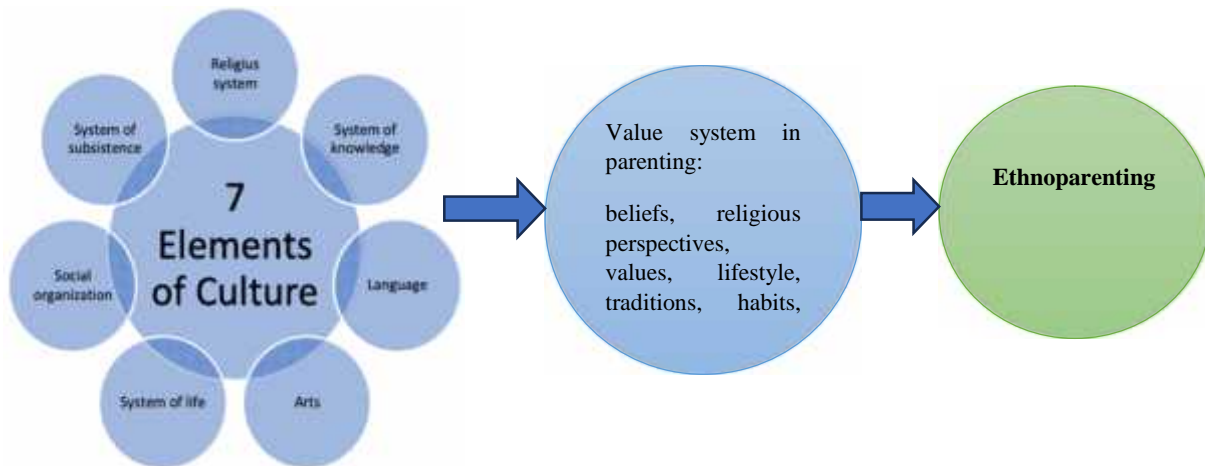 Religius
system
System of
knowledge
Language
Arts
System of life
Social
organization
System of
subsistence
7
Elements
of Culture
Value system in
parenting:
beliefs, religious
perspectives,
values, lifestyle,
traditions, habits,
Ethnoparenting